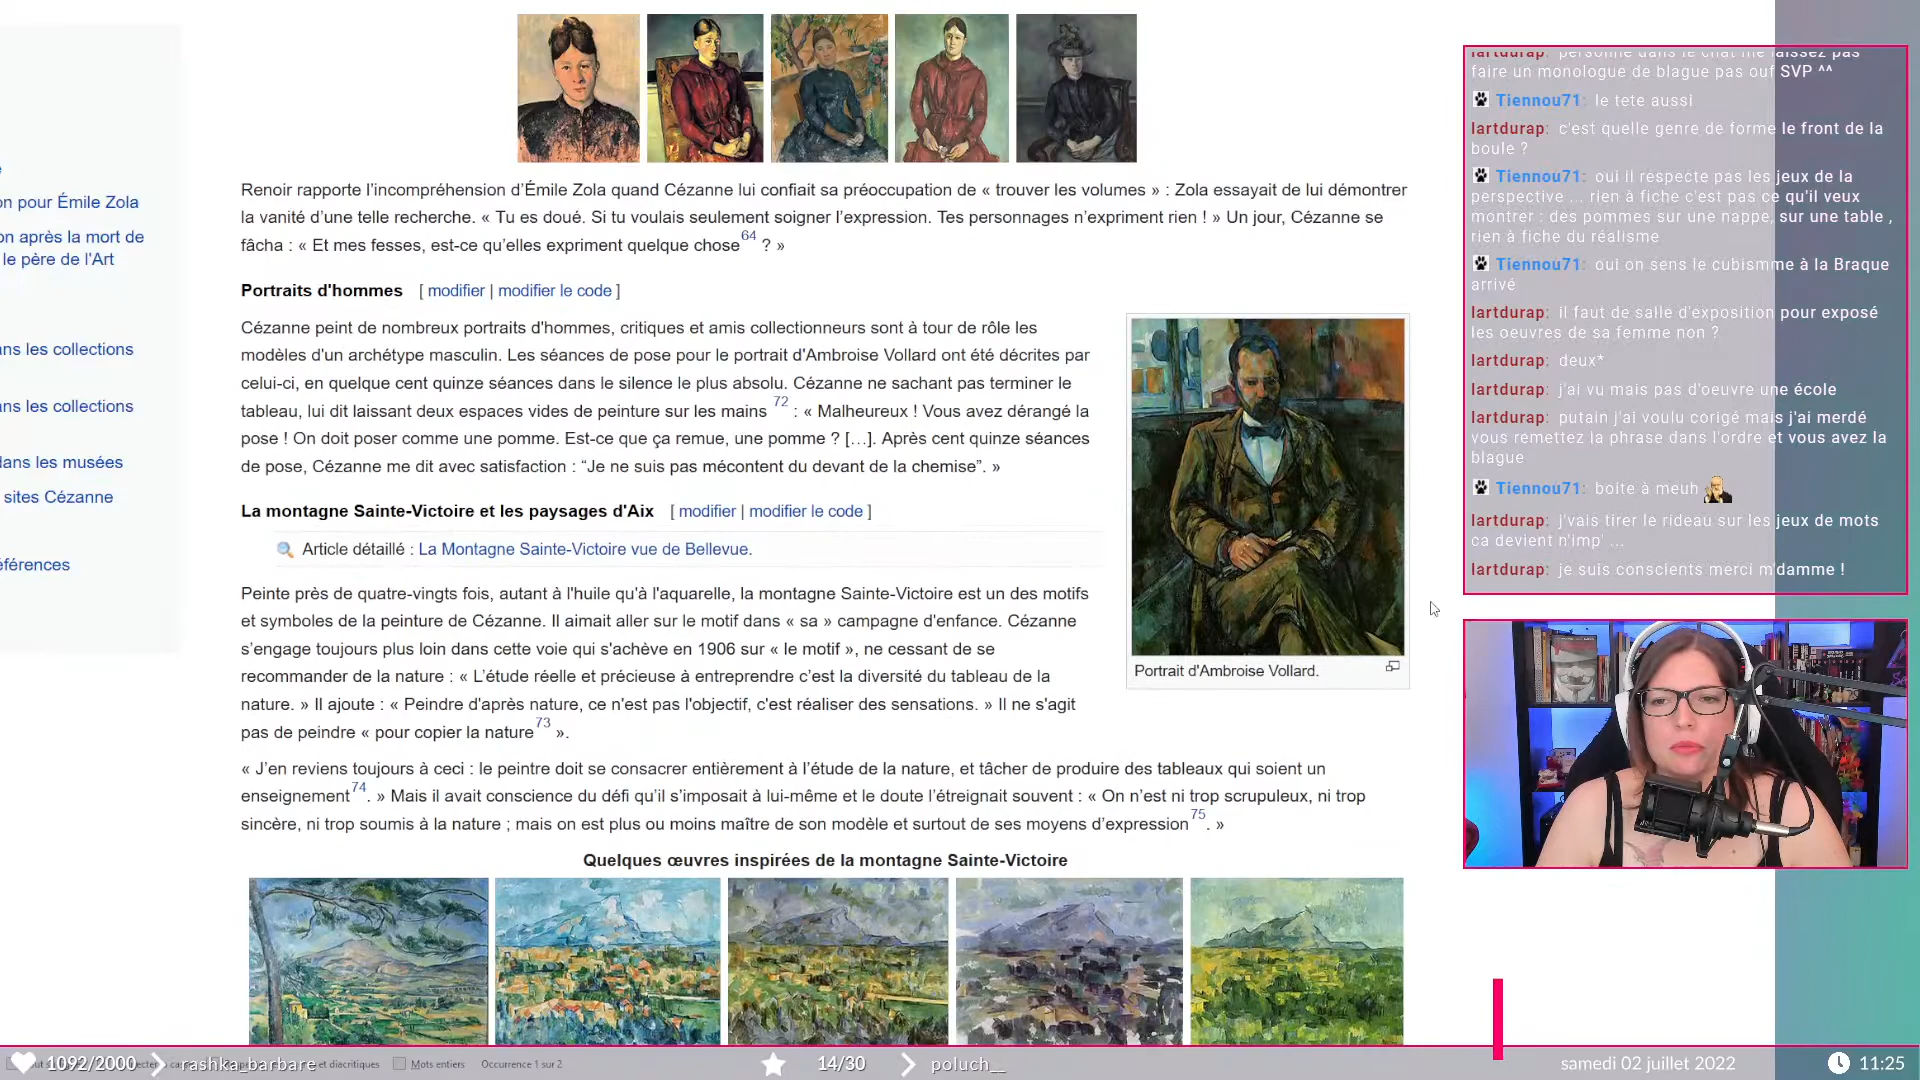 Renoir rapporte l’incompréhension d’Émile Zola quand Cézanne lui confiait sa préoccupation de « trouver les volumes » : Zola essayait de lui démontrer
la vanité d’une telle recherche. « Tu es doué. Si tu voulais seulement soigner l’expression. Tes personnages n’expriment rien ! » Un jour, Cézanne se
fâcha : « Et mes fesses, est-ce qu’elles expriment quelque chose64 ? »
on pour Émile Zola
on après la mort de
le père de l'Art
ans les collections
ans les collections
dans les musées
sites Cézanne
éférences
Portraits d'hommes [ modifier | modifier le code ]
Cézanne peint de nombreux portraits d'hommes, critiques et amis collectionneurs sont à tour de rôle les
modèles d'un archétype masculin. Les séances de pose pour le portrait d'Ambroise Vollard ont été décrites par
celui-ci, en quelque cent quinze séances dans le silence le plus absolu. Cézanne ne sachant pas terminer le
tableau, lui dit laissant deux espaces vides de peinture sur les mains 72 : « Malheureux ! Vous avez dérangé la
pose ! On doit poser comme une pomme. Est-ce que ça remue, une pomme ? […]. Après cent quinze séances
de pose, Cézanne me dit avec satisfaction : “Je ne suis pas mécontent du devant de la chemise”. »
La montagne Sainte-Victoire et les paysages d'Aix [ modifier | modifier le code ]
Article détaillé : La Montagne Sainte-Victoire vue de Bellevue.
Peinte près de quatre-vingts fois, autant à l'huile qu'à l'aquarelle, la montagne Sainte-Victoire est un des motifs
et symboles de la peinture de Cézanne. Il aimait aller sur le motif dans « sa » campagne d'enfance. Cézanne
s’engage toujours plus loin dans cette voie qui s'achève en 1906 sur « le motif », ne cessant de se
recommander de la nature : « L’étude réelle et précieuse à entreprendre c’est la diversité du tableau de la
nature. » Il ajoute : « Peindre d'après nature, ce n'est pas l'objectif, c'est réaliser des sensations. » Il ne s'agit
pas de peindre « pour copier la nature73 ».
Portrait d'Ambroise Vollard.
« J’en reviens toujours à ceci : le peintre doit se consacrer entièrement à l’étude de la nature, et tâcher de produire des tableaux qui soient un
enseignement74. » Mais il avait conscience du défi qu’il s’imposait à lui-même et le doute l’étreignait souvent : « On n’est ni trop scrupuleux, ni trop
sincère, ni trop soumis à la nature ; mais on est plus ou moins maître de son modèle et surtout de ses moyens d’expression75. »
Quelques œuvres inspirées de la montagne Sainte-Victoire
lartdurap: personne dans le chat me laissez pas
faire un monologue de blague pas ouf SVP ^^
Tiennou71: le tete aussi
lartdurap: c'est quelle genre de forme le front de la
boule ?
Tiennou71: oui il respecte pas les jeux de la
perspective ... rien à fiche c'est pas ce qu'il veux
montrer : des pommes sur une nappe, sur une table ,
rien à fiche du réalisme
Tiennou71: oui on sens le cubismme à la Braque
arrivé
lartdurap: il faut de salle d'exposition pour exposé
les oeuvres de sa femme non ?
lartdurap: deux*
lartdurap: j'ai vu mais pas d'oeuvre une école
lartdurap: putain j'ai voulu corigé mais j'ai merdé
vous remettez la phrase dans l'ordre et vous avez la
blague
Tiennou71: boite à meuh
lartdurap: j'vais tirer le rideau sur les jeux de mots
ca devient n'imp' ...
lartdurap: je suis conscients merci m'damme !
1092/2000 rashka_barbare
et diacritiques Mots entiers Occurrence 1 sur 2
14/30 poluch__
samedi 02 juillet 2022 11:25